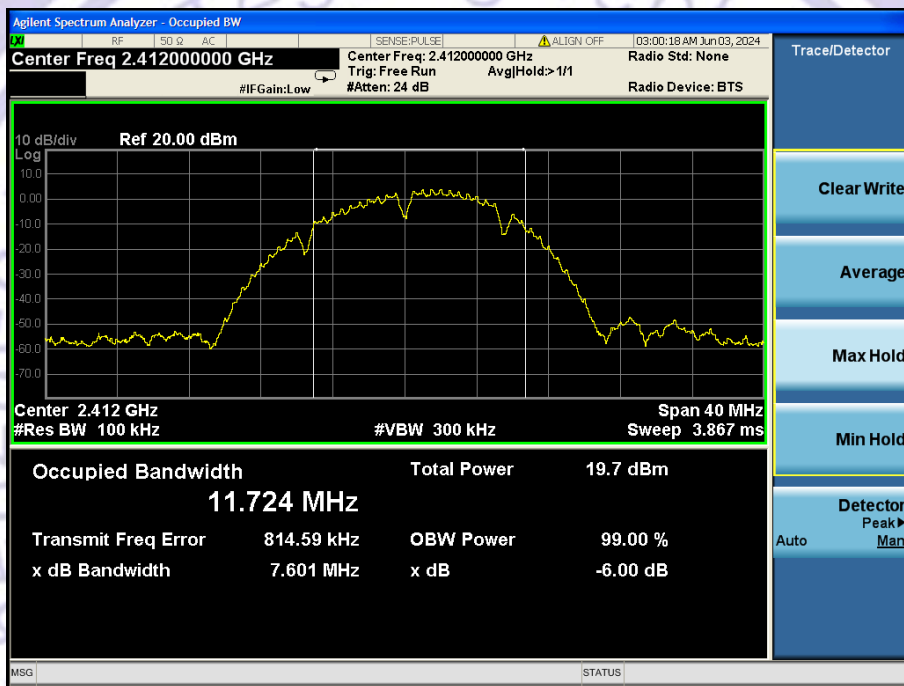 Agilent Spectrum Analyzer - Occupied BW
LXI RF 50 Ω AC SENSE:PULSE ALIGN OFF 03:00:18 AM Jun 03, 2024
Center Freq 2.412000000 GHz
Center Freq: 2.412000000 GHz
Radio Std: None
Trig: Free Run Avg|Hold:>1/1
#IFGain:Low
#Atten: 24 dB
Radio Device: BTS
10 dB/div Ref 20.00 dBm
Log
10.0
0.00
-10.0
-20.0
-30.0
-40.0
-50.0
-60.0
-70.0
Center 2.412 GHz Span 40 MHz
#Res BW 100 kHz #VBW 300 kHz Sweep 3.867 ms
Occupied Bandwidth Total Power 19.7 dBm
11.724 MHz
Transmit Freq Error 814.59 kHz OBW Power 99.00 %
x dB Bandwidth 7.601 MHz x dB -6.00 dB
MSG STATUS
Trace/Detector
Clear Write
Average
Max Hold
Min Hold
Detector
Peak▶
Auto Man